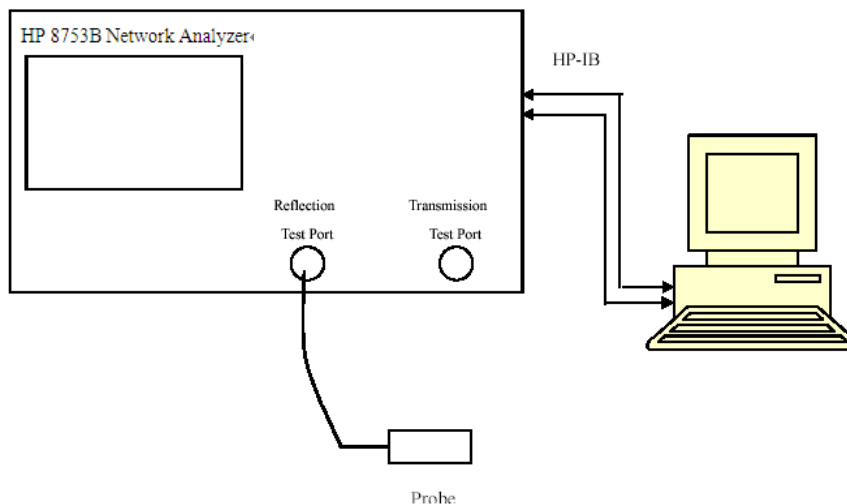 HP 8753B Network Analyzer
HP-IB
Reflection
Test Port
Transmission
Test Port
Probe